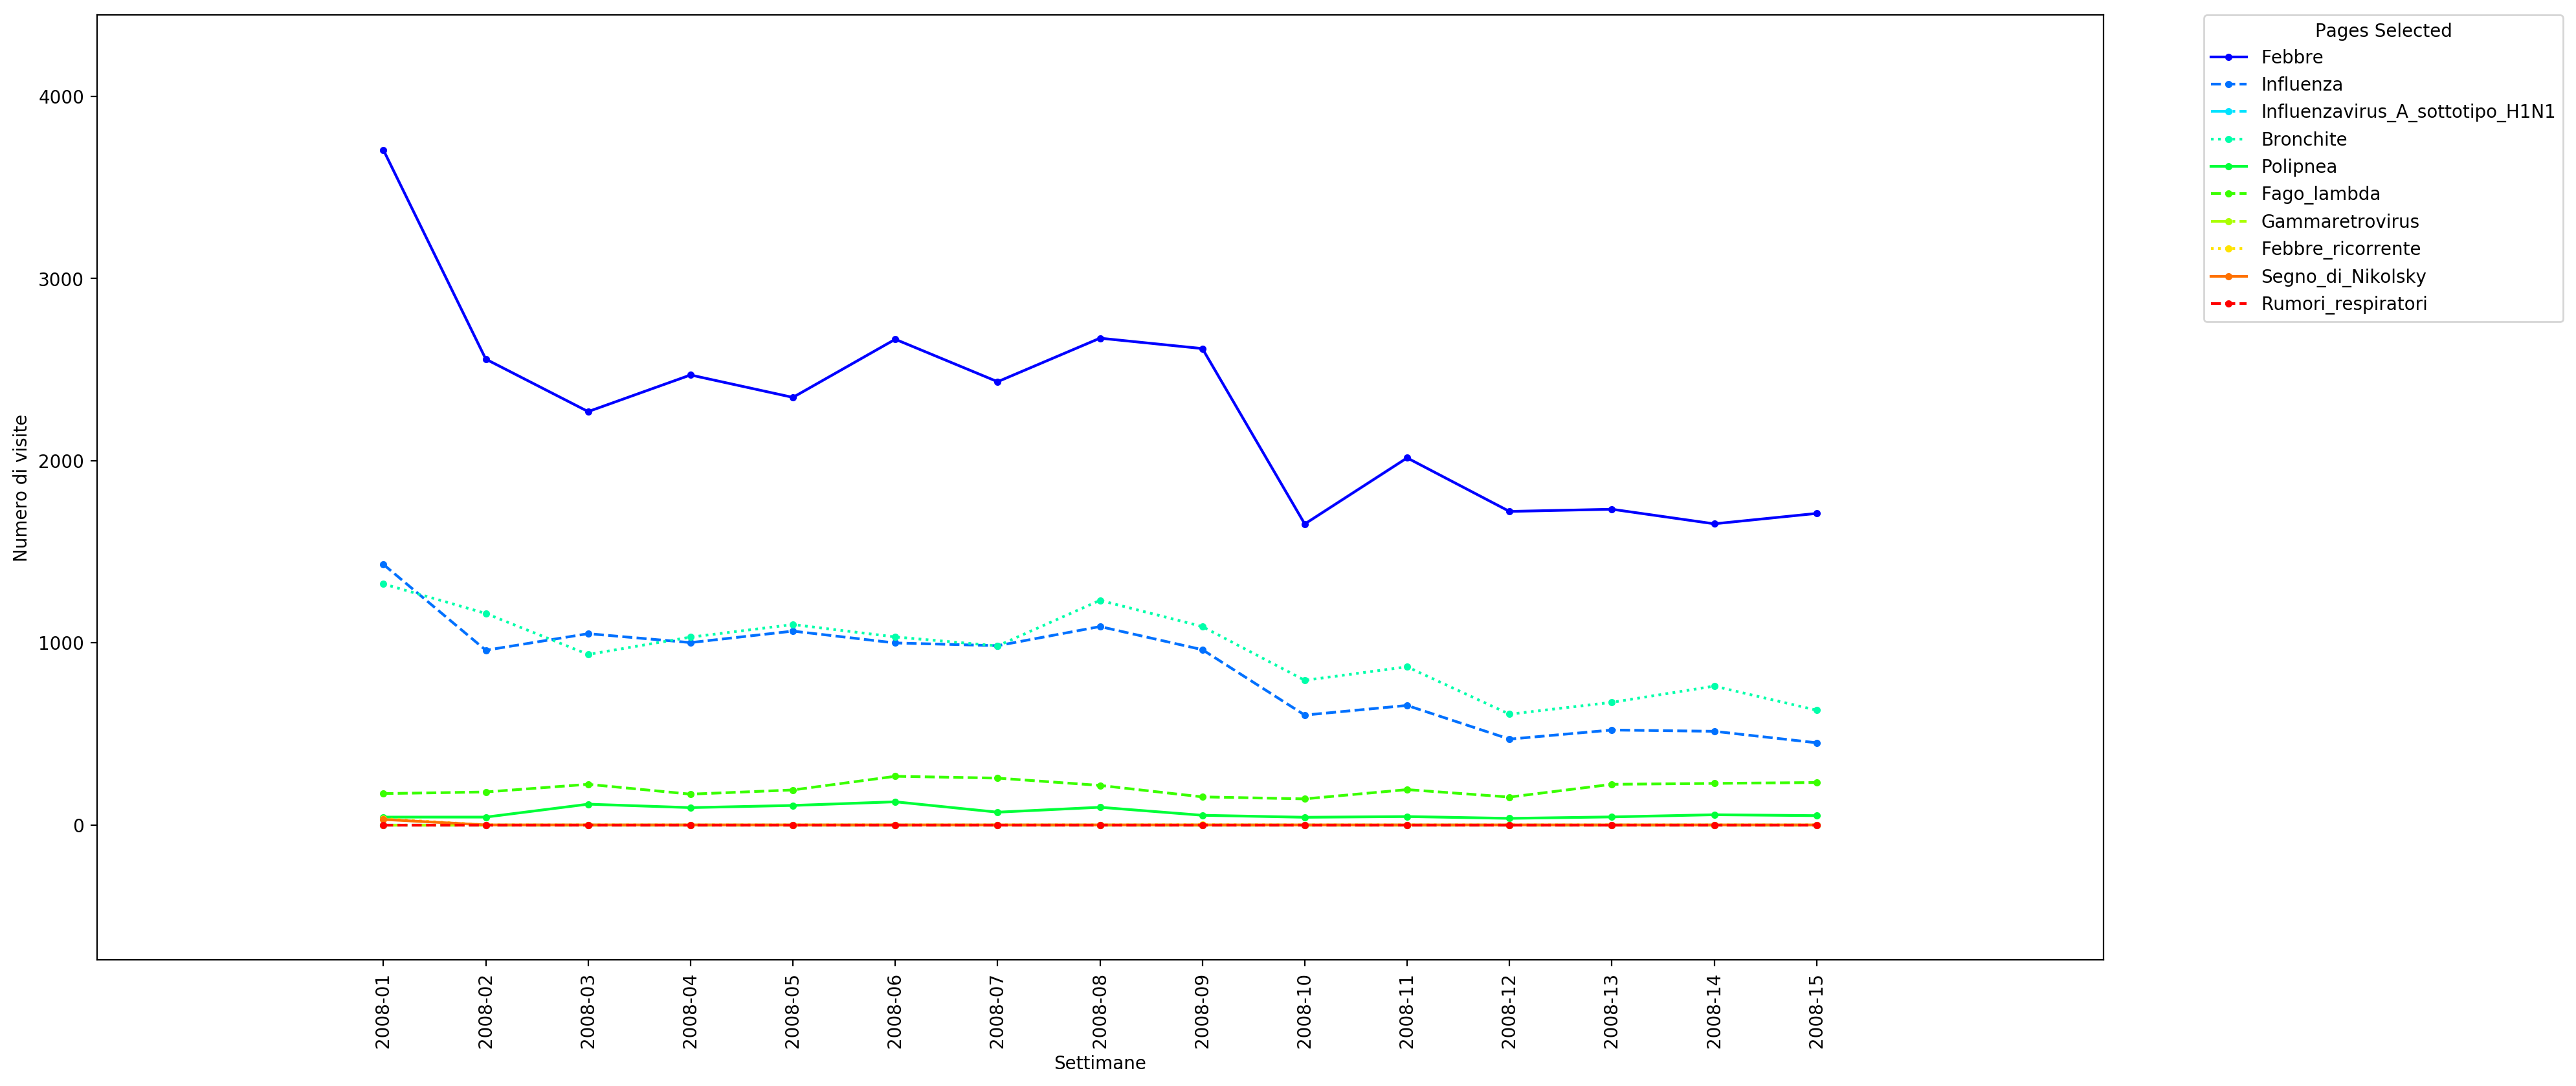 Pages Selected
Febbre
Influenza
Influenzavirus_A_sottotipo_H1N1
Bronchite
Polipnea
Fago_lambda
Gammaretrovirus
Febbre_ricorrente
Segno_di_Nikolsky
Rumori_respiratori
Numero di visite
4000
3000
2000
1000
0
2008-01
2008-02
2008-03
2008-04
2008-05
2008-06
2008-07
2008-08
2008-09
2008-10
2008-11
2008-12
2008-13
2008-14
2008-15
Settimane